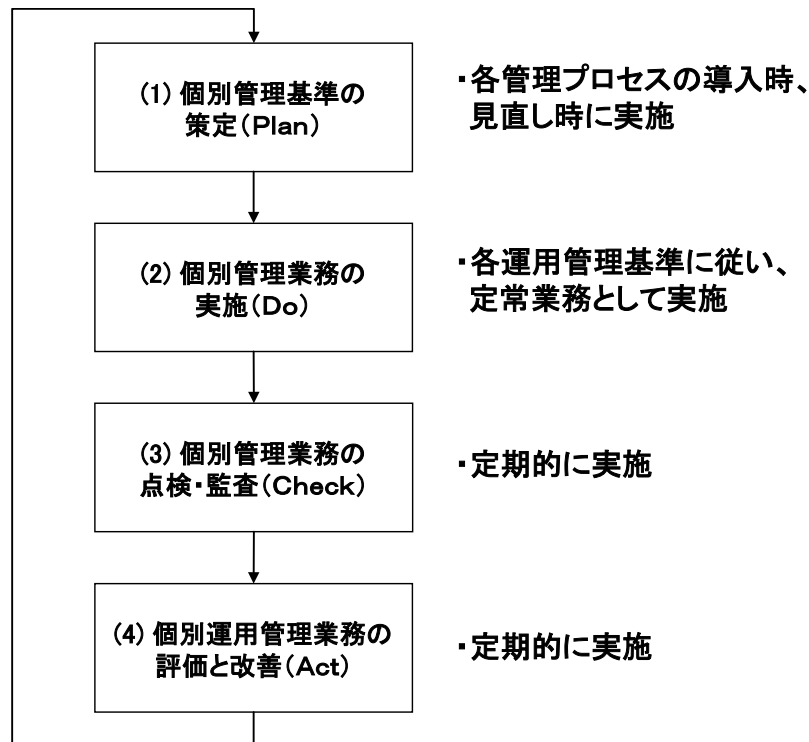 (1) 個別管理基準の
策定(Plan)
・各管理プロセスの導入時、
見直し時に実施
(2) 個別管理業務の
実施(Do)
・各運用管理基準に従い、
定常業務として実施
(3) 個別管理業務の
点検・監査(Check)
・定期的に実施
(4) 個別運用管理業務の
評価と改善(Act)
・定期的に実施